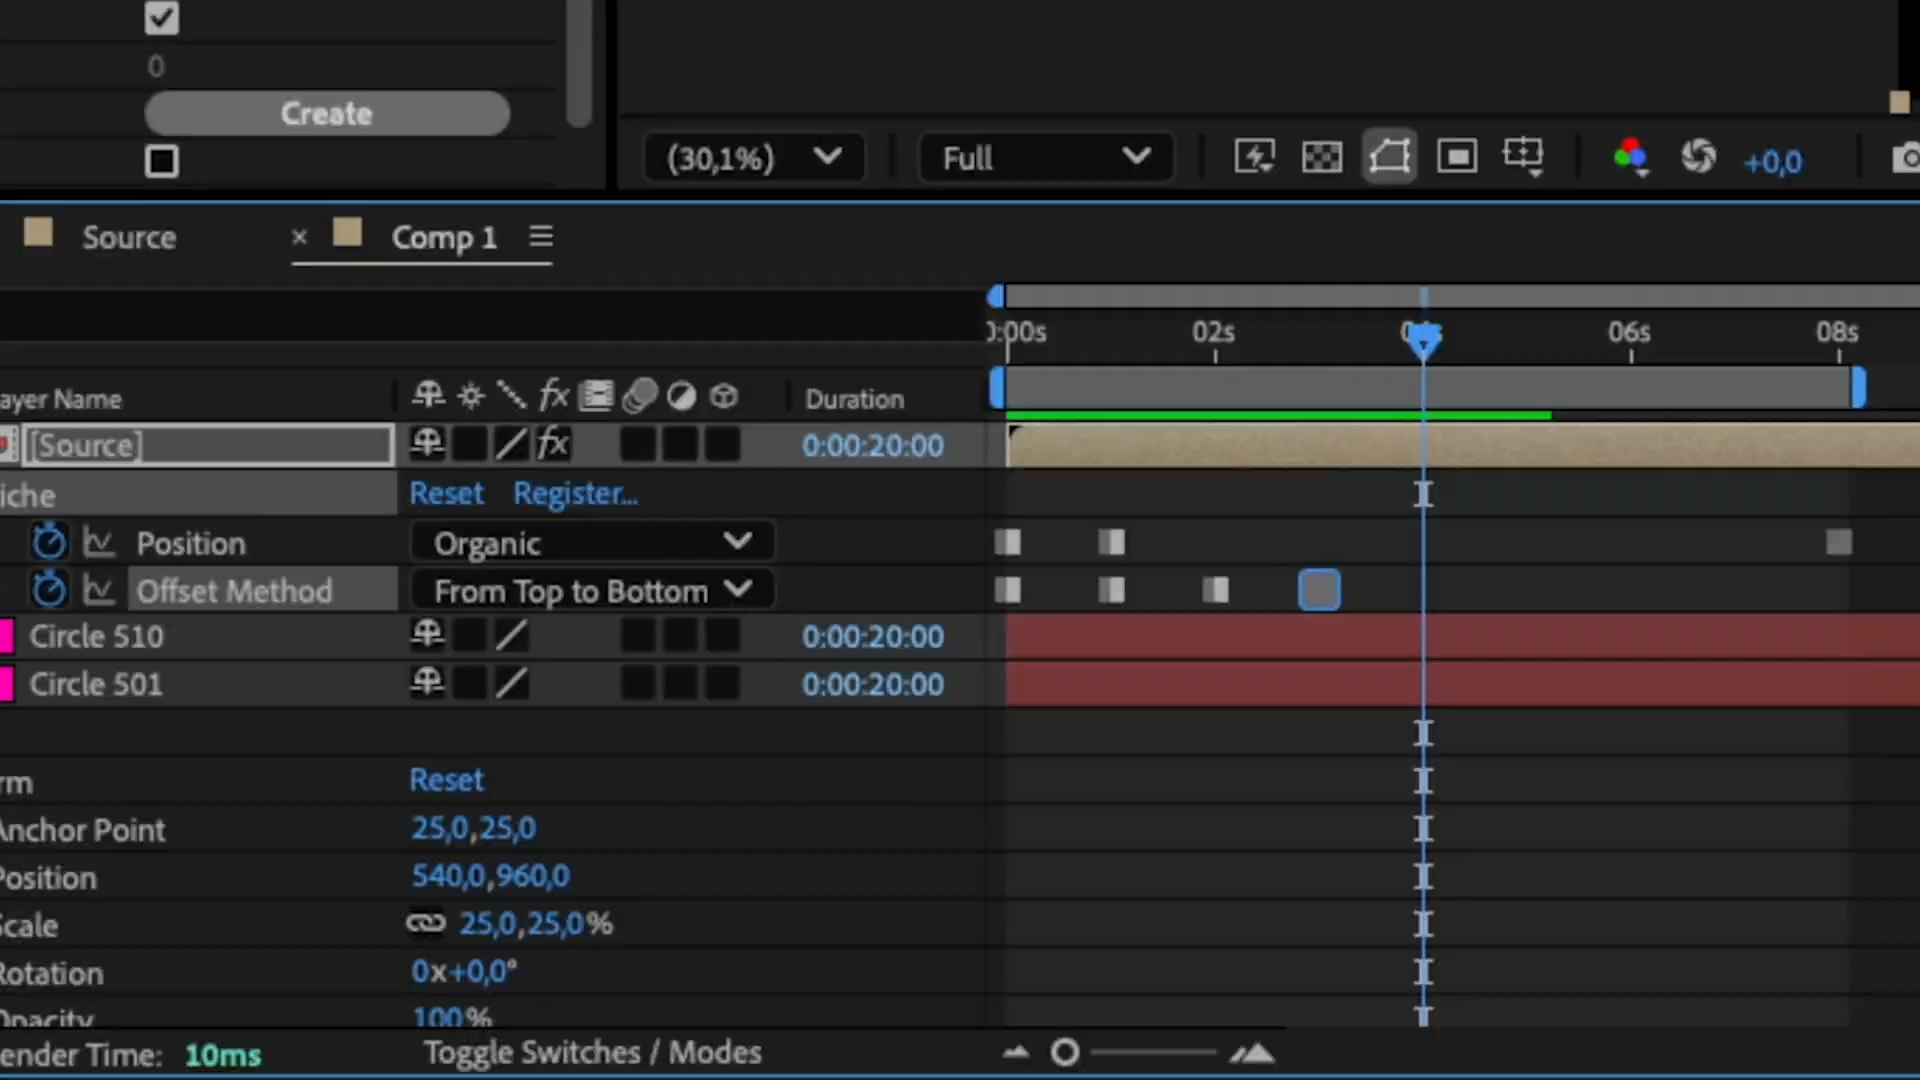 0
Create
(30,1%) Full +0,0
Source × Comp 1
0:00s 02s 04s 06s 08s
ayer Name fx Duration
[Source] fx 0:00:20:00
iche Reset Register...
Position Organic
Offset Method From Top to Bottom
Circle 510 0:00:20:00
Circle 501 0:00:20:00
rm Reset
Anchor Point 25,0,25,0
Position 540,0,960,0
Scale 25,0,25,0%
Rotation 0x+0,0°
Opacity 100%
ender Time: 10ms Toggle Switches / Modes